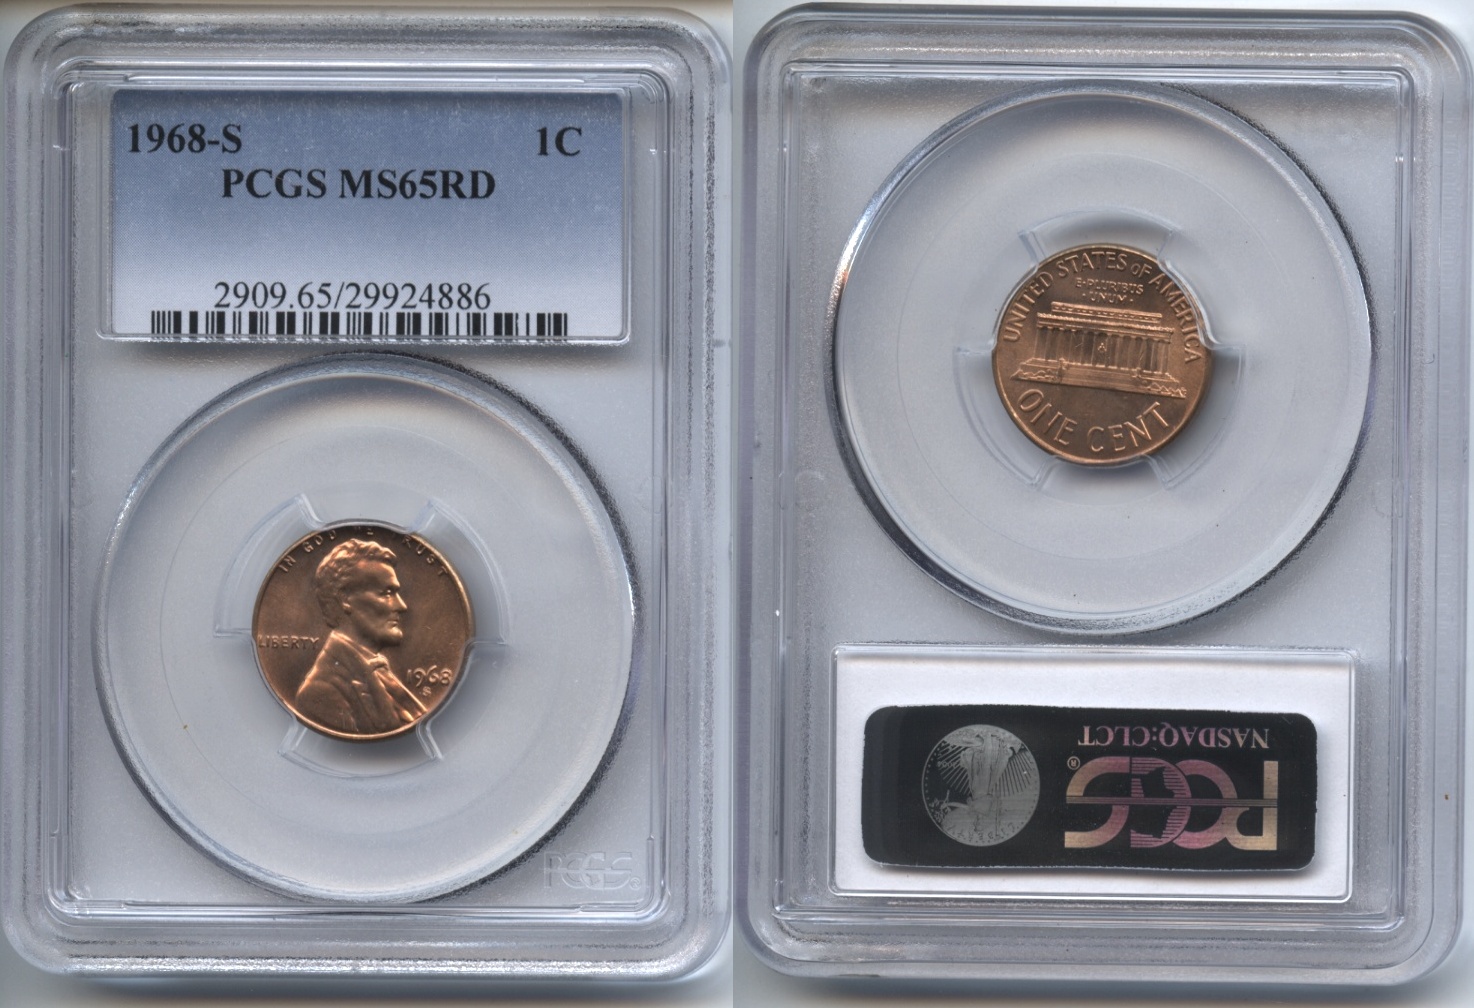 1968-S 1C
PCGS MS65RD
2909.65/29924886
IN GOD WE TRUST
LIBERTY
1968
S
PCGS
UNITED STATES OF AMERICA
E·PLURIBUS
·UNUM·
ONE CENT
NASDAQ:CLCT
PCGS®